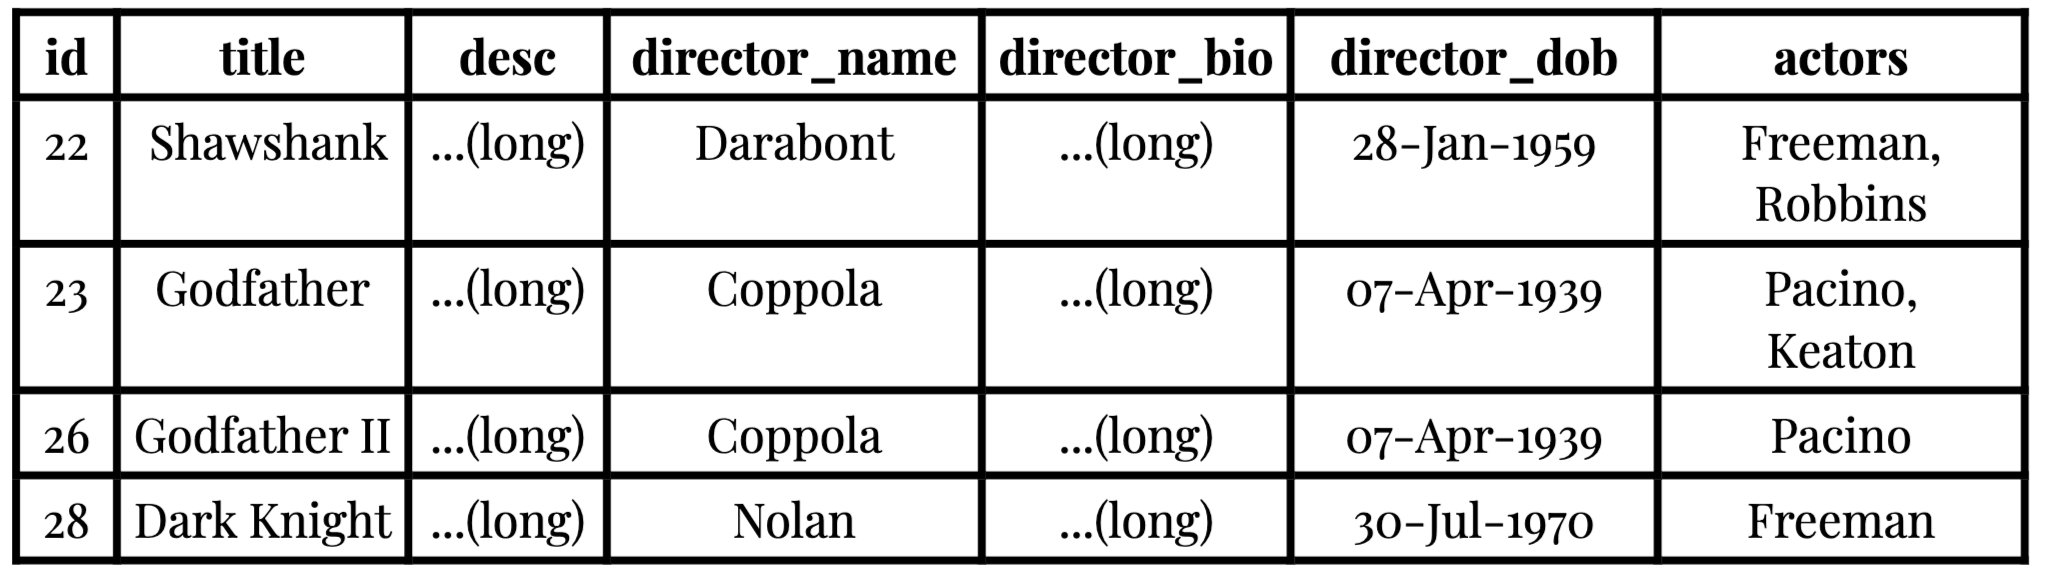 id title desc director_name director_bio director_dob actors
22 Shawshank ...(long) Darabont ...(long) 28-Jan-1959 Freeman,
Robbins
23 Godfather ...(long) Coppola ...(long) 07-Apr-1939 Pacino,
Keaton
26 Godfather II ...(long) Coppola ...(long) 07-Apr-1939 Pacino
28 Dark Knight ...(long) Nolan ...(long) 30-Jul-1970 Freeman